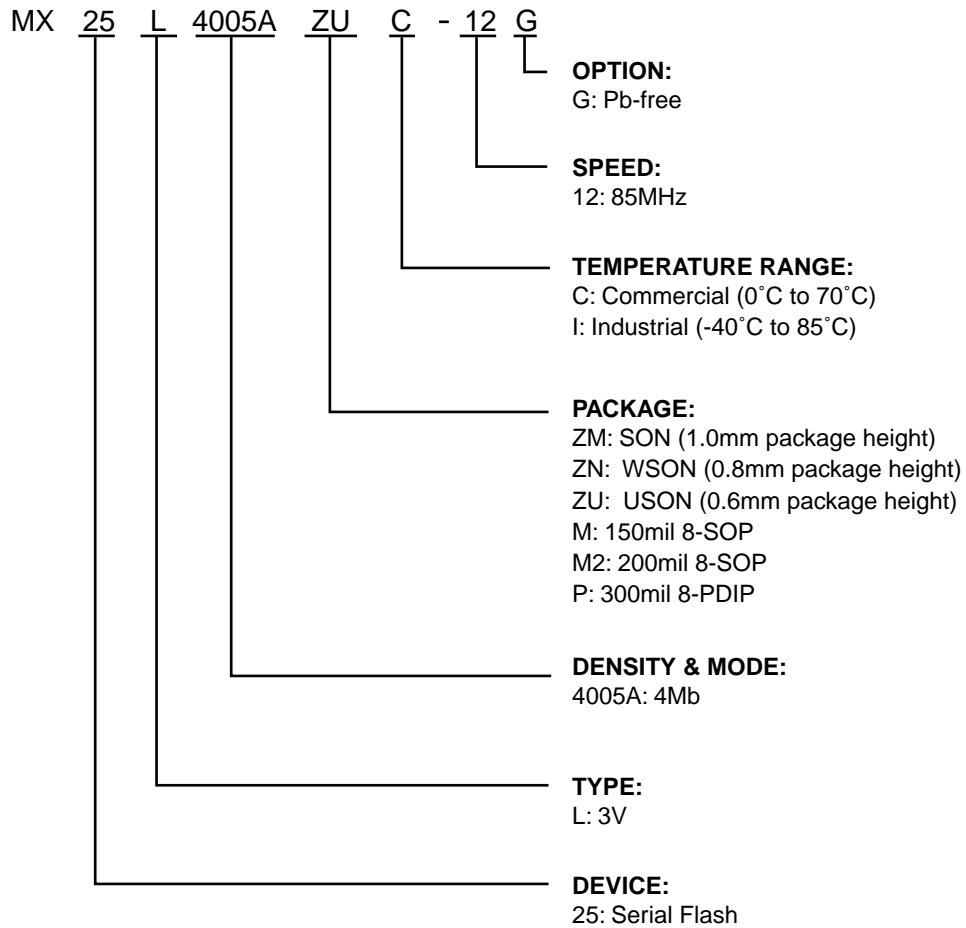 MX 25 L 4005A ZU C - 12 G
OPTION:
G: Pb-free
SPEED:
12: 85MHz
TEMPERATURE RANGE:
C: Commercial (0˚C to 70˚C)
I: Industrial (-40˚C to 85˚C)
PACKAGE:
ZM: SON (1.0mm package height)
ZN: WSON (0.8mm package height)
ZU: USON (0.6mm package height)
M: 150mil 8-SOP
M2: 200mil 8-SOP
P: 300mil 8-PDIP
DENSITY & MODE:
4005A: 4Mb
TYPE:
L: 3V
DEVICE:
25: Serial Flash